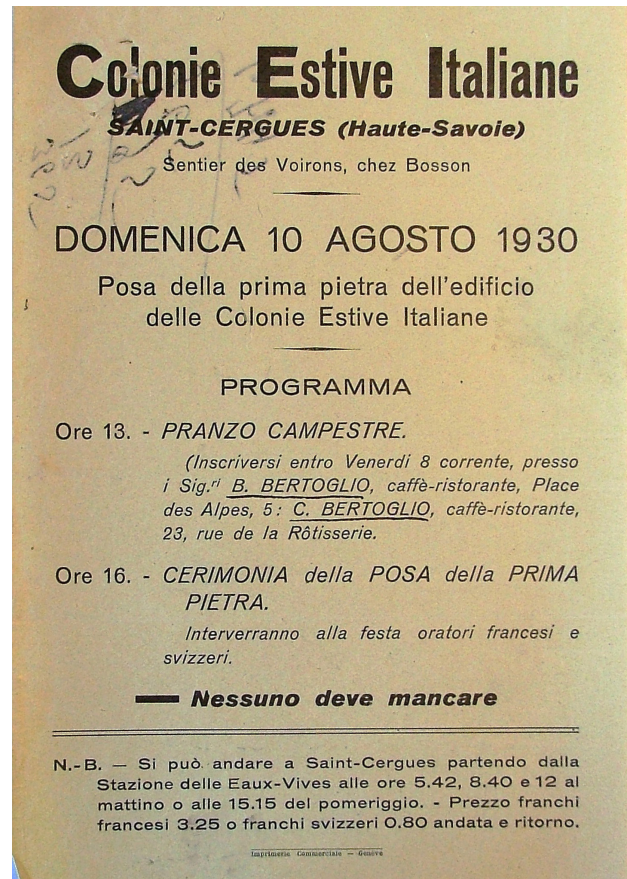 Colonie Estive Italiane
SAINT-CERGUES (Haute-Savoie)
Sentier des Voirons, chez Bosson
DOMENICA 10 AGOSTO 1930
Posa della prima pietra dell'edificio
delle Colonie Estive Italiane
PROGRAMMA
Ore 13. - PRANZO CAMPESTRE.
(Inscriversi entro Venerdi 8 corrente, presso
i Sig.ri B. BERTOGLIO, caffè-ristorante, Place
des Alpes, 5: C. BERTOGLIO, caffè-ristorante,
23, rue de la Rôtisserie.
Ore 16. - CERIMONIA della POSA della PRIMA
PIETRA.
Interverranno alla festa oratori francesi e
svizzeri.
Nessuno deve mancare
N.-B. — Si può andare a Saint-Cergues partendo dalla
Stazione delle Eaux-Vives alle ore 5.42, 8.40 e 12 al
mattino o alle 15.15 del pomeriggio. - Prezzo franchi
francesi 3.25 o franchi svizzeri 0.80 andata e ritorno.
Imprimerie Commerciale — Genève